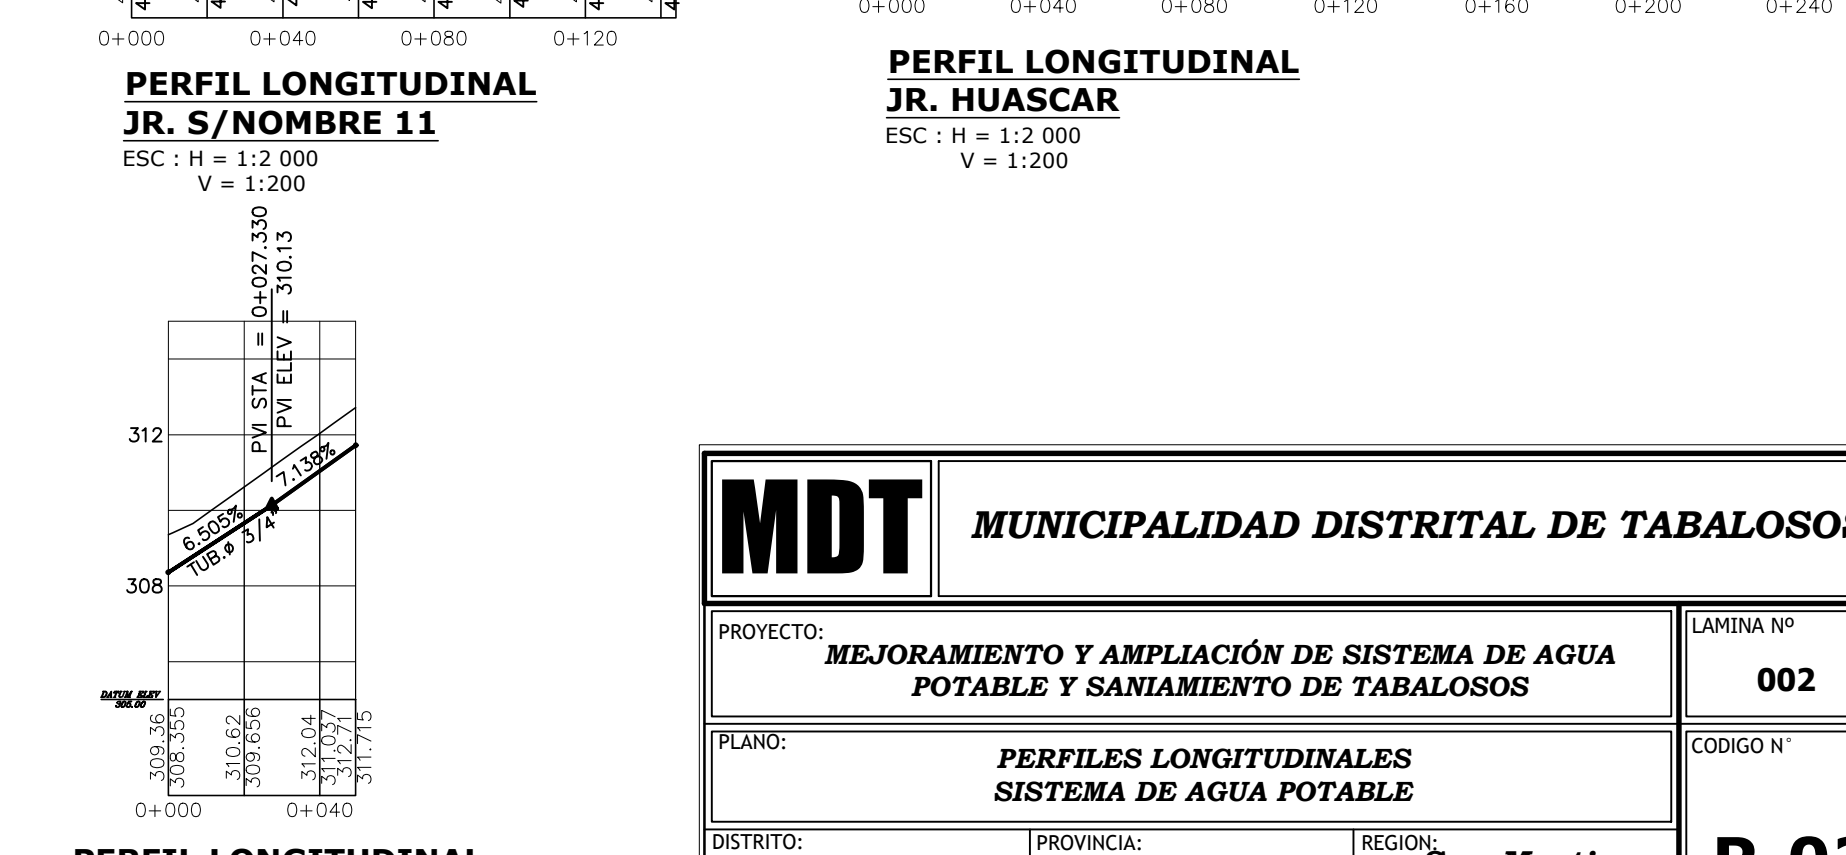 0+000 0+040 0+080 0+120
PERFIL LONGITUDINAL
JR. S/NOMBRE 11
ESC : H = 1:2 000
V = 1:200
0+000 0+040 0+080 0+120 0+160 0+200 0+240
PERFIL LONGITUDINAL
JR. HUASCAR
ESC : H = 1:2 000
V = 1:200
PVI STA = 0+027.330
PVI ELEV = 310.13
312
308
6.505%
7.138%
TUB.ø 3/4"
DATUM ELEV
305.00
309.36
308.355
310.62
309.656
312.04
311.037
312.71
311.715
0+000 0+040
PERFIL LONGITUDINAL
MDT
MUNICIPALIDAD DISTRITAL DE TABALOSOS
PROYECTO:
MEJORAMIENTO Y AMPLIACIÓN DE SISTEMA DE AGUA
POTABLE Y SANIAMIENTO DE TABALOSOS
LAMINA Nº
002
PLANO:
PERFILES LONGITUDINALES
SISTEMA DE AGUA POTABLE
CODIGO N°
DISTRITO:
PROVINCIA:
REGION: